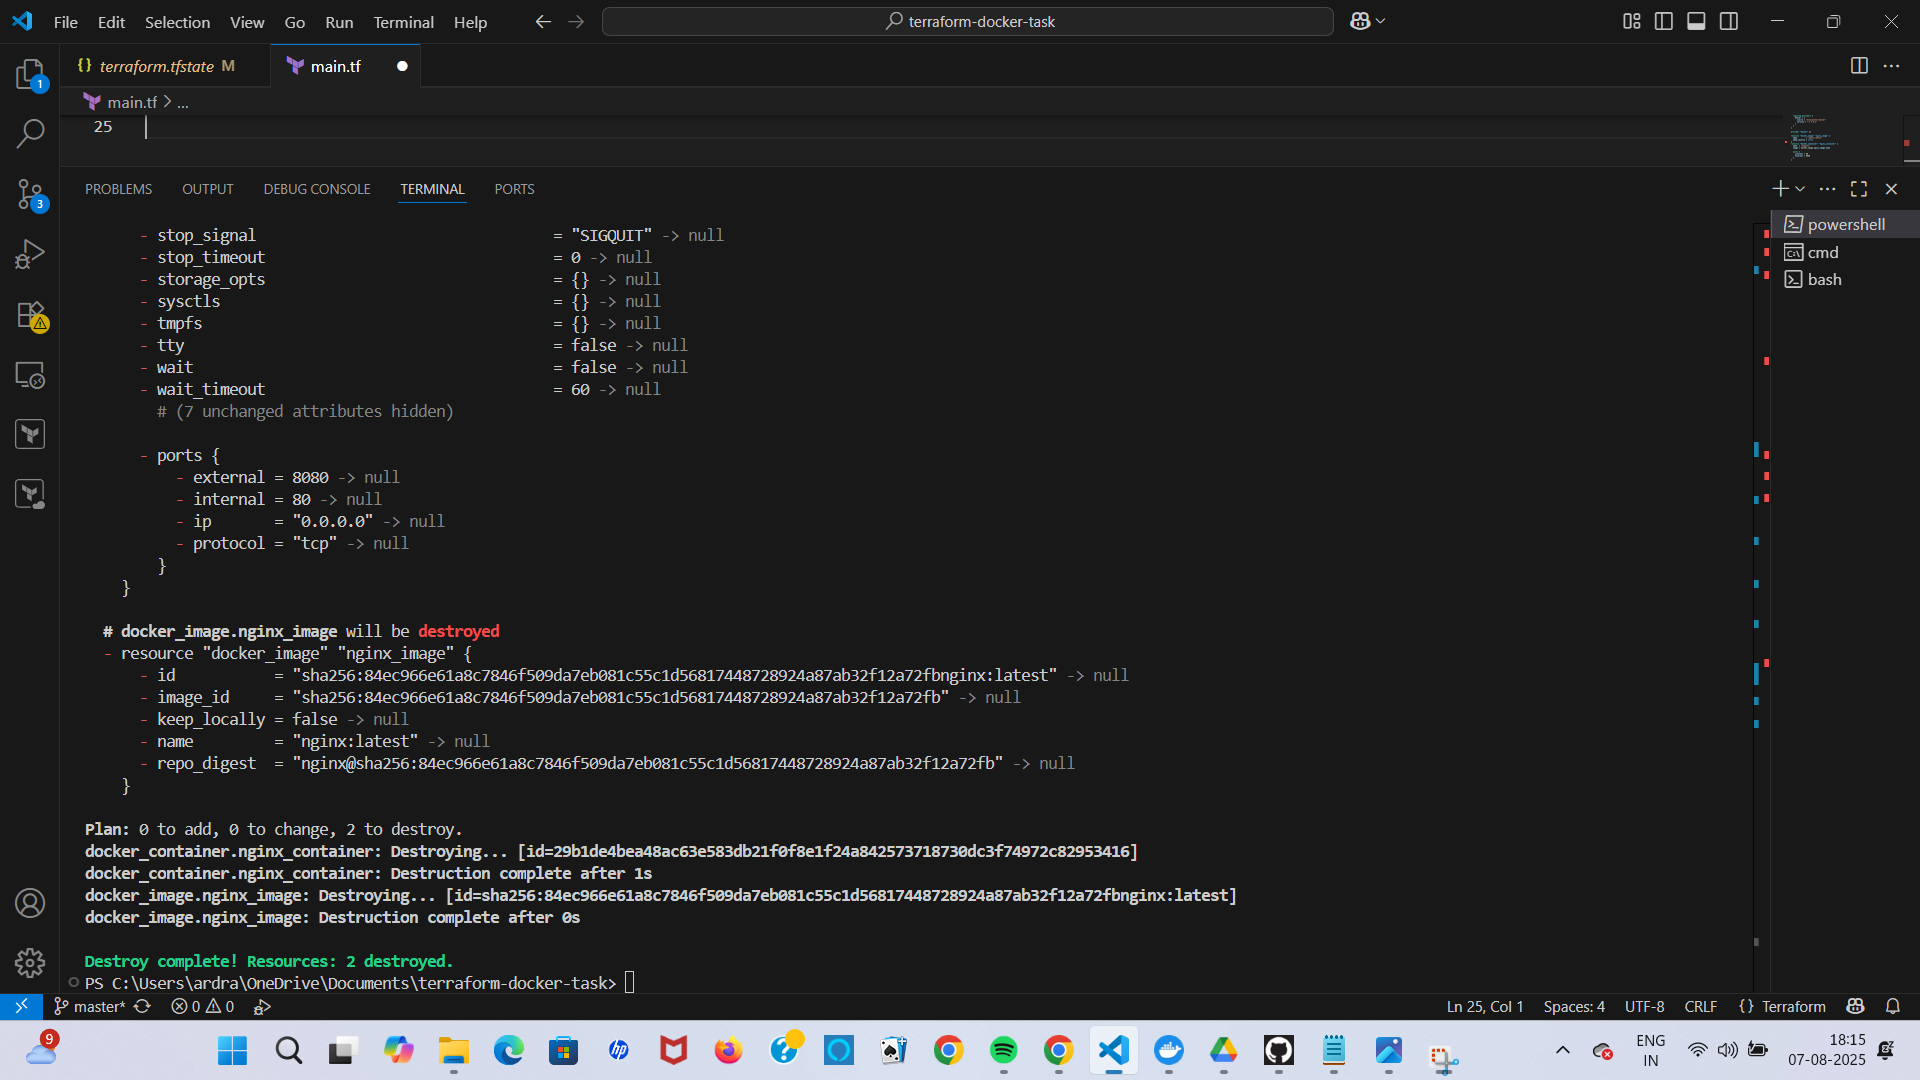 File Edit Selection View Go Run Terminal Help
terraform-docker-task
{} terraform.tfstate M
main.tf
main.tf > ...
25
PROBLEMS OUTPUT DEBUG CONSOLE TERMINAL PORTS
powershell
cmd
bash
- stop_signal = "SIGQUIT" -> null
- stop_timeout = 0 -> null
- storage_opts = {} -> null
- sysctls = {} -> null
- tmpfs = {} -> null
- tty = false -> null
- wait = false -> null
- wait_timeout = 60 -> null
# (7 unchanged attributes hidden)
- ports {
- external = 8080 -> null
- internal = 80 -> null
- ip = "0.0.0.0" -> null
- protocol = "tcp" -> null
}
}
# docker_image.nginx_image will be destroyed
- resource "docker_image" "nginx_image" {
- id = "sha256:84ec966e61a8c7846f509da7eb081c55c1d56817448728924a87ab32f12a72fbnginx:latest" -> null
- image_id = "sha256:84ec966e61a8c7846f509da7eb081c55c1d56817448728924a87ab32f12a72fb" -> null
- keep_locally = false -> null
- name = "nginx:latest" -> null
- repo_digest = "nginx@sha256:84ec966e61a8c7846f509da7eb081c55c1d56817448728924a87ab32f12a72fb" -> null
}
Plan: 0 to add, 0 to change, 2 to destroy.
docker_container.nginx_container: Destroying... [id=29b1de4bea48ac63e583db21f0f8e1f24a842573718730dc3f74972c82953416]
docker_container.nginx_container: Destruction complete after 1s
docker_image.nginx_image: Destroying... [id=sha256:84ec966e61a8c7846f509da7eb081c55c1d56817448728924a87ab32f12a72fbnginx:latest]
docker_image.nginx_image: Destruction complete after 0s
Destroy complete! Resources: 2 destroyed.
PS C:\Users\ardra\OneDrive\Documents\terraform-docker-task>
1
3
master* 0 0 Ln 25, Col 1 Spaces: 4 UTF-8 CRLF {} Terraform
9
hp
ENG
IN
18:15
07-08-2025